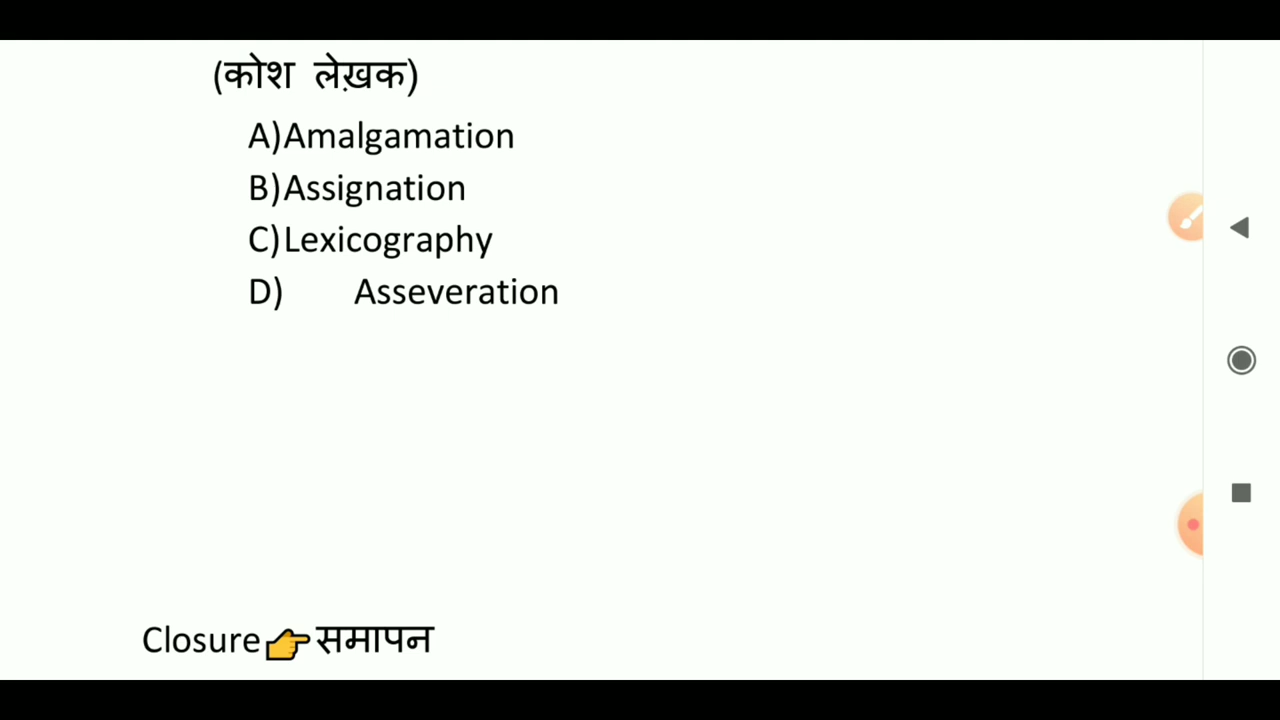 (कोश लेख़क)
A)Amalgamation
B)Assignation
C)Lexicography
D) Asseveration
Closure👉समापन